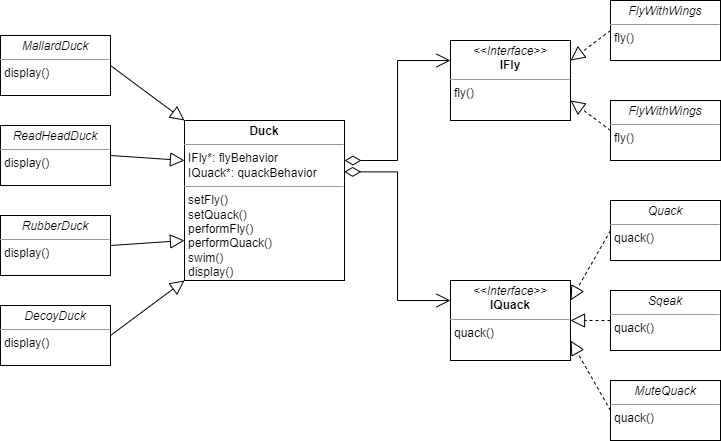 MallardDuck
display()
ReadHeadDuck
display()
RubberDuck
display()
DecoyDuck
display()
Duck
IFly*: flyBehavior
IQuack*: quackBehavior
setFly()
setQuack()
performFly()
performQuack()
swim()
display()
<<Interface>>
IFly
fly()
<<Interface>>
IQuack
quack()
FlyWithWings
fly()
FlyWithWings
fly()
Quack
quack()
Sqeak
quack()
MuteQuack
quack()